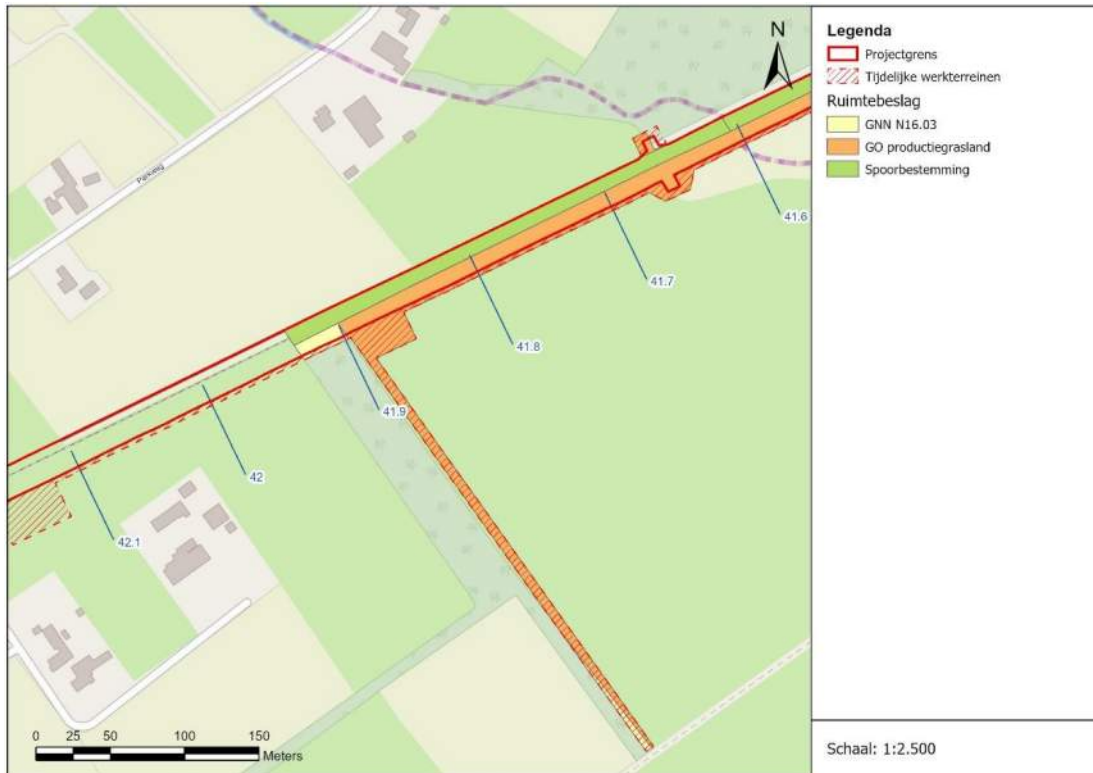 N
Parkweg
41.6
41.7
41.8
41.9
42
42.1
0 25 50 100 150
Meters
Legenda
Projectgrens
Tijdelijke werkterreinen
Ruimtebeslag
GNN N16.03
GO productiegrasland
Spoorbestemming
Schaal: 1:2.500